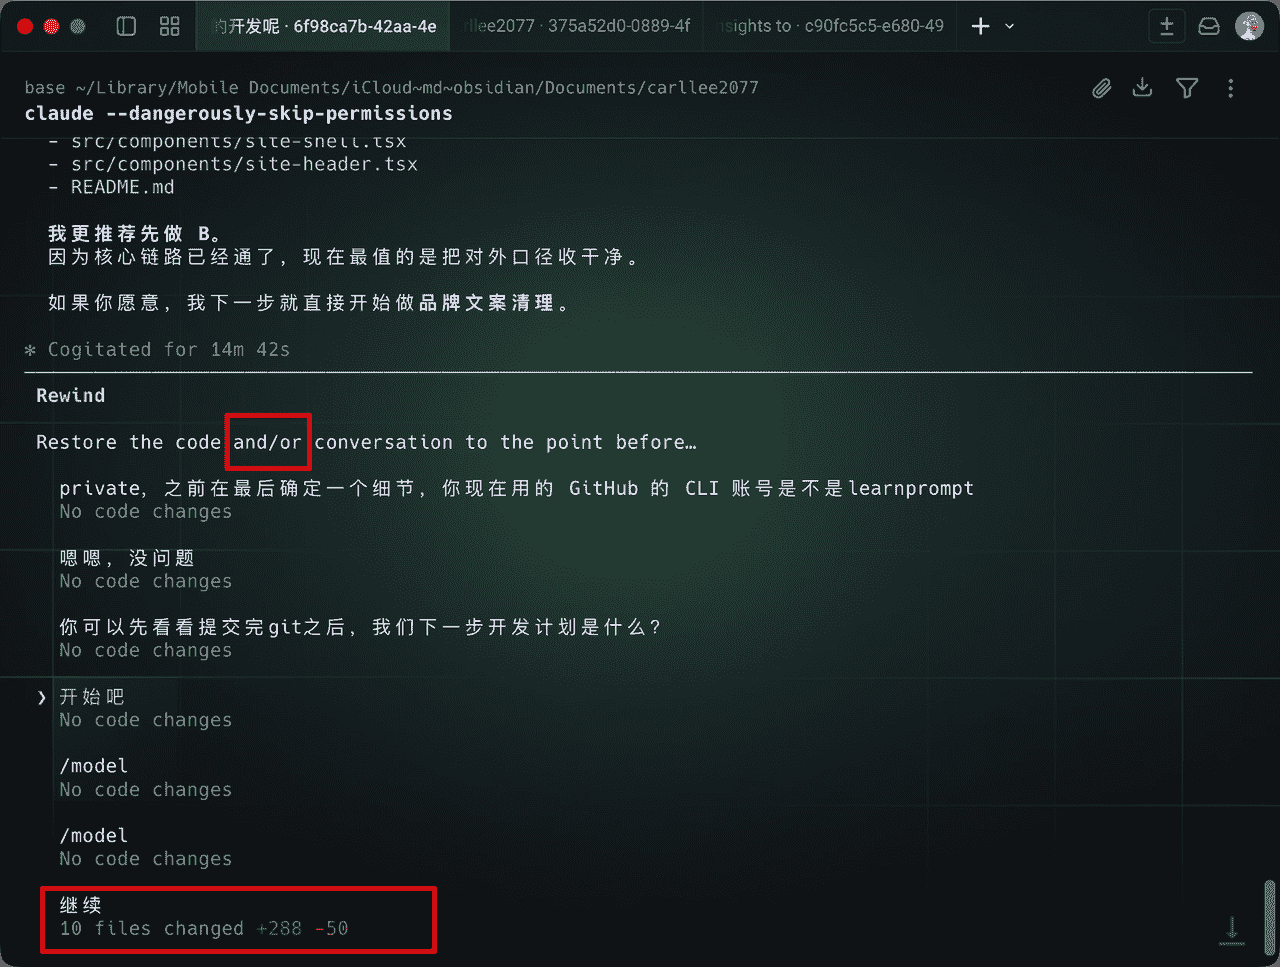 的开发呢 · 6f98ca7b-42aa-4e
rllee2077 · 375a52d0-0889-4f
nsights to · c90fc5c5-e680-49
base ~/Library/Mobile Documents/iCloud~md~obsidian/Documents/carllee2077
claude --dangerously-skip-permissions
- src/components/site-shell.tsx
- src/components/site-header.tsx
- README.md
我更推荐先做 B。
因为核心链路已经通了，现在最值的是把对外口径收干净。
如果你愿意，我下一步就直接开始做品牌文案清理。
* Cogitated for 14m 42s
Rewind
Restore the code and/or conversation to the point before…
private，之前在最后确定一个细节，你现在用的 GitHub 的 CLI 账号是不是learnprompt
No code changes
嗯嗯，没问题
No code changes
你可以先看看提交完git之后，我们下一步开发计划是什么？
No code changes
❯ 开始吧
No code changes
/model
No code changes
/model
No code changes
继续
10 files changed +288 -50